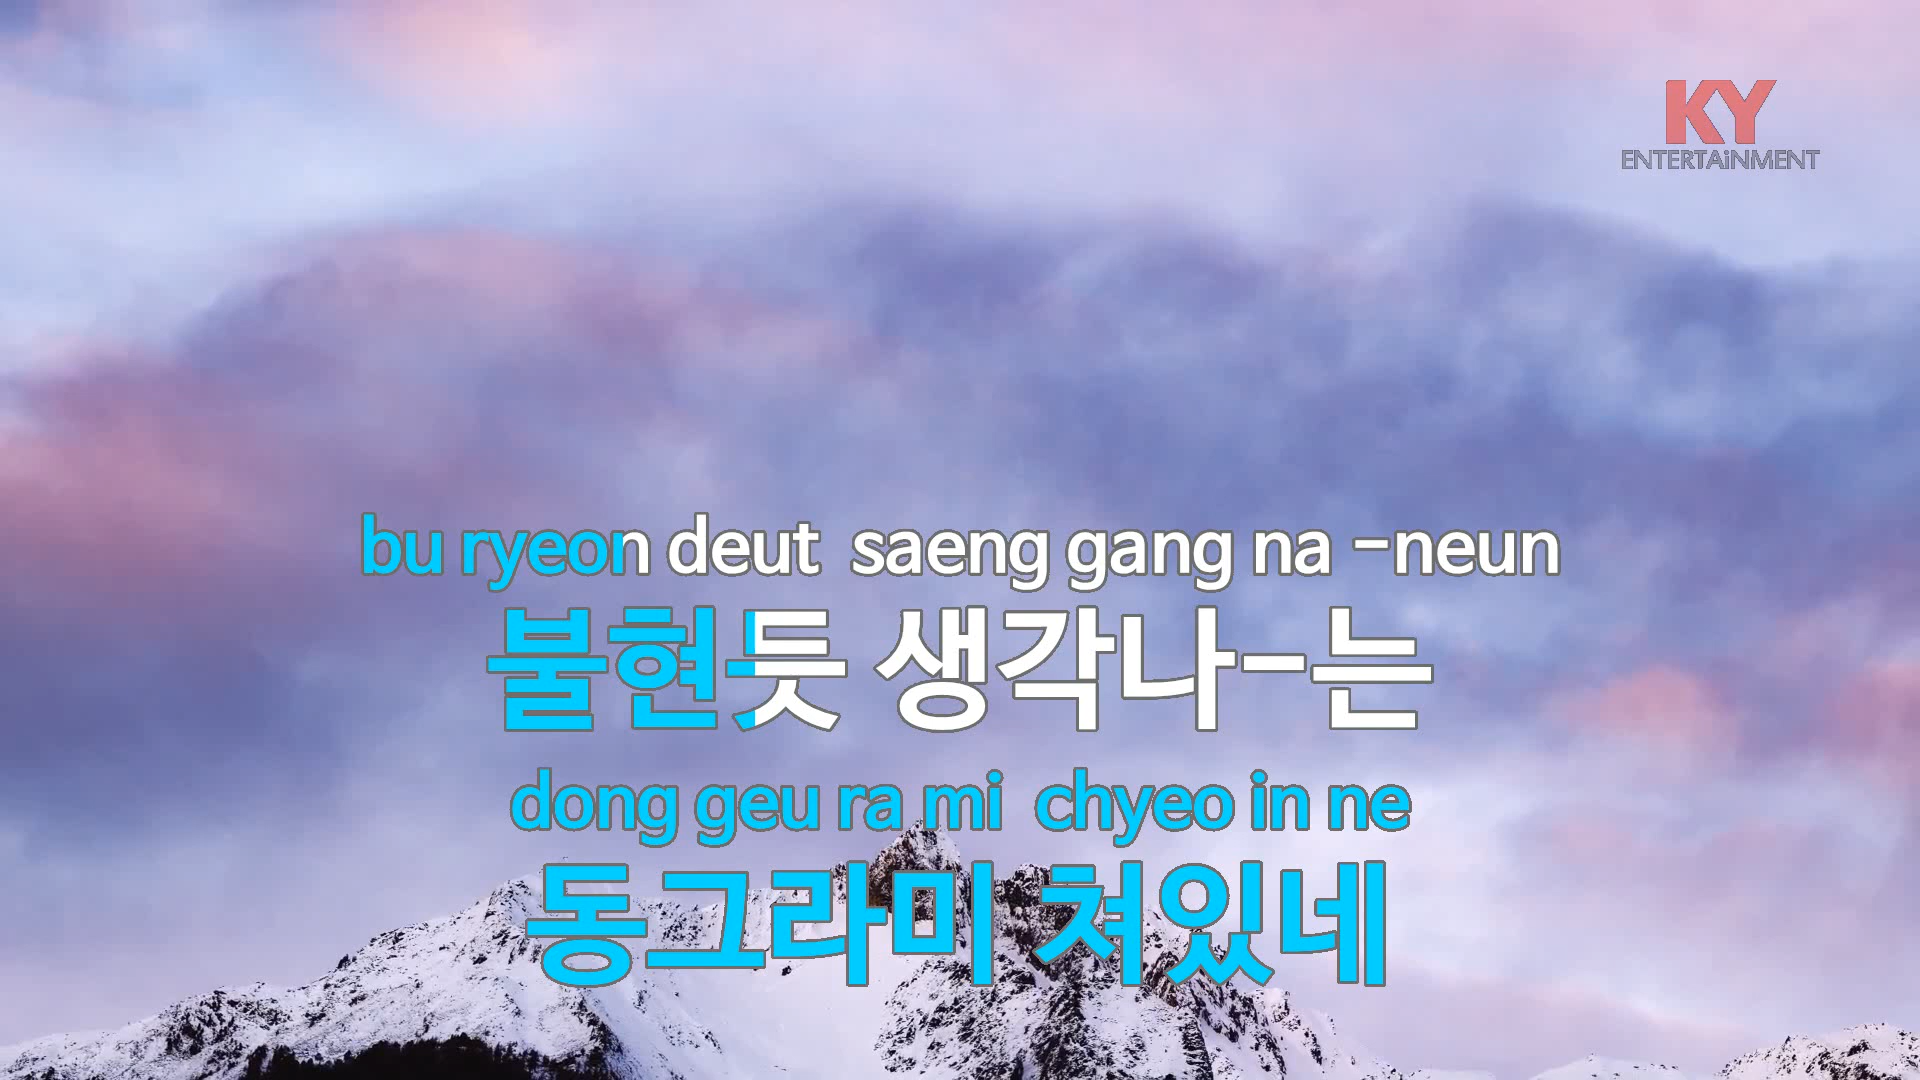 KY
ENTERTAiNMENT
bu ryeon deut saeng gang na -neun
불현듯 생각나-는
dong geu ra mi chyeo in ne
동그라미 쳐있네